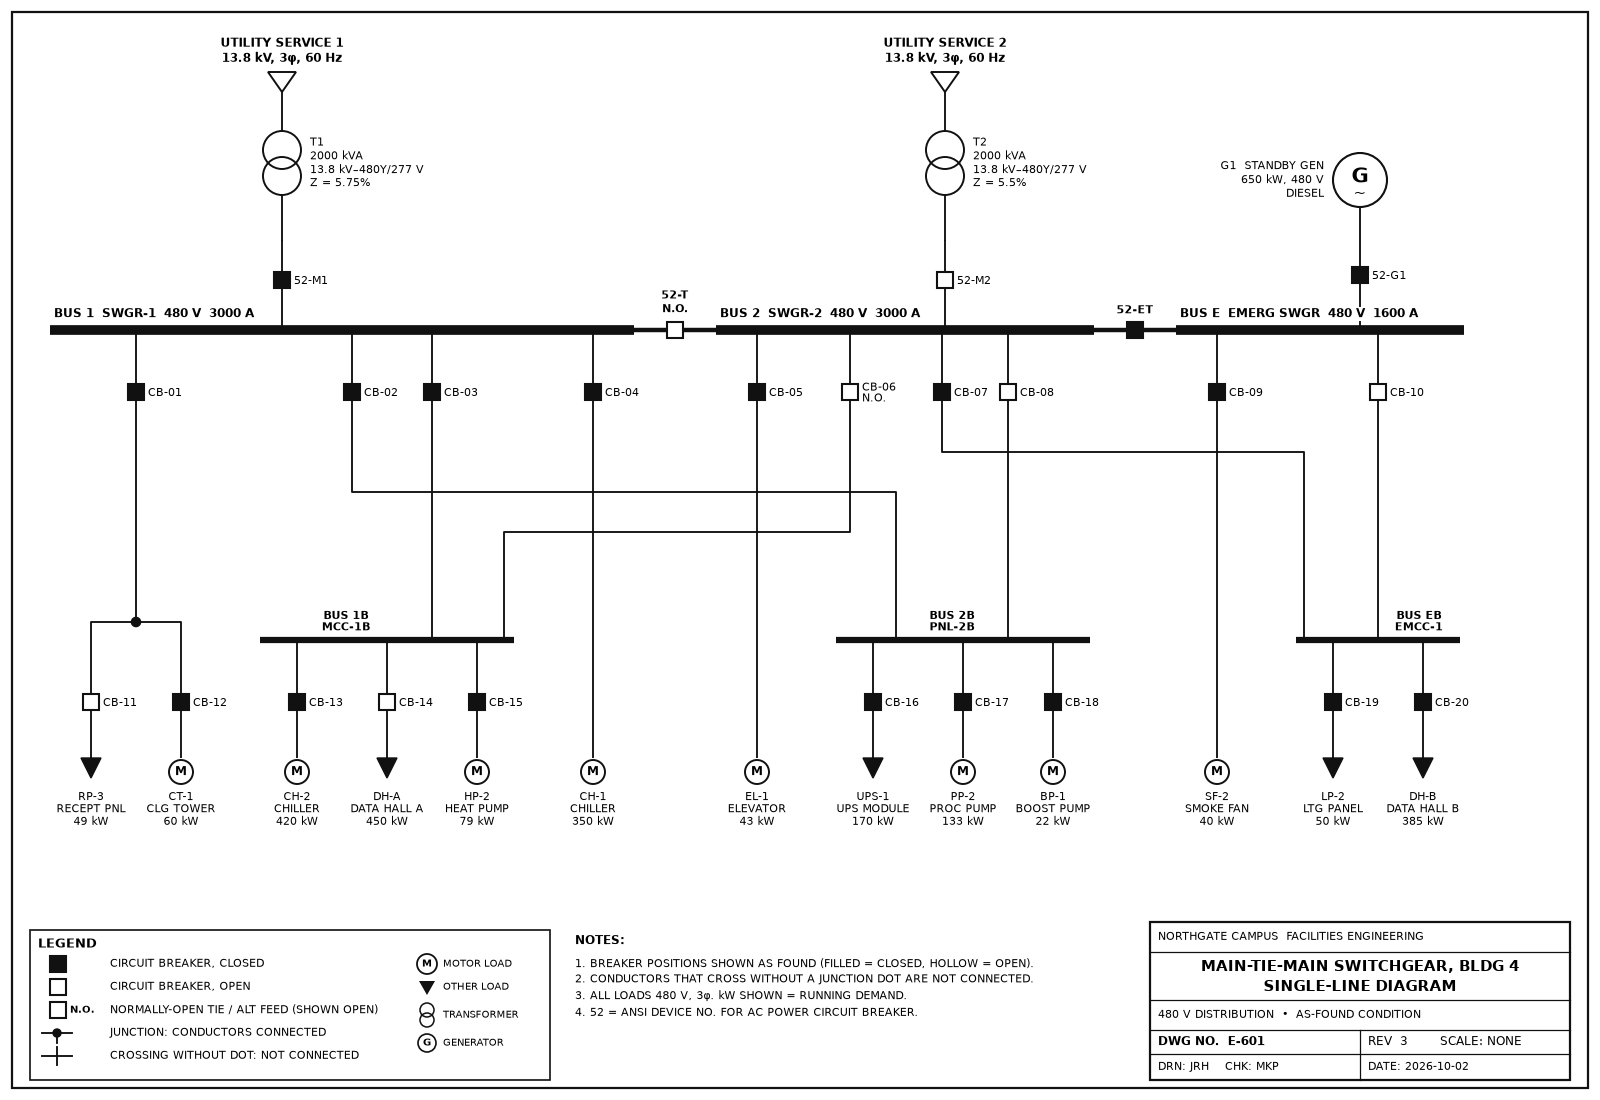 UTILITY SERVICE 1
13.8 kV, 3φ, 60 Hz
UTILITY SERVICE 2
13.8 kV, 3φ, 60 Hz
T1
2000 kVA
13.8 kV–480Y/277 V
Z = 5.75%
T2
2000 kVA
13.8 kV–480Y/277 V
Z = 5.5%
G1 STANDBY GEN
650 kW, 480 V
DIESEL
G
~
52-M1
52-M2
52-G1
BUS 1 SWGR-1 480 V 3000 A
52-T
N.O.
BUS 2 SWGR-2 480 V 3000 A
52-ET
BUS E EMERG SWGR 480 V 1600 A
CB-01
CB-02
CB-03
CB-04
CB-05
CB-06
N.O.
CB-07
CB-08
CB-09
CB-10
BUS 1B
MCC-1B
BUS 2B
PNL-2B
BUS EB
EMCC-1
CB-11
CB-12
CB-13
CB-14
CB-15
CB-16
CB-17
CB-18
CB-19
CB-20
M
M
M
M
M
M
M
M
RP-3
RECEPT PNL
49 kW
CT-1
CLG TOWER
60 kW
CH-2
CHILLER
420 kW
DH-A
DATA HALL A
450 kW
HP-2
HEAT PUMP
79 kW
CH-1
CHILLER
350 kW
EL-1
ELEVATOR
43 kW
UPS-1
UPS MODULE
170 kW
PP-2
PROC PUMP
133 kW
BP-1
BOOST PUMP
22 kW
SF-2
SMOKE FAN
40 kW
LP-2
LTG PANEL
50 kW
DH-B
DATA HALL B
385 kW
LEGEND
CIRCUIT BREAKER, CLOSED
CIRCUIT BREAKER, OPEN
N.O. NORMALLY-OPEN TIE / ALT FEED (SHOWN OPEN)
JUNCTION: CONDUCTORS CONNECTED
CROSSING WITHOUT DOT: NOT CONNECTED
M MOTOR LOAD
OTHER LOAD
TRANSFORMER
G GENERATOR
NOTES:
1. BREAKER POSITIONS SHOWN AS FOUND (FILLED = CLOSED, HOLLOW = OPEN).
2. CONDUCTORS THAT CROSS WITHOUT A JUNCTION DOT ARE NOT CONNECTED.
3. ALL LOADS 480 V, 3φ. kW SHOWN = RUNNING DEMAND.
4. 52 = ANSI DEVICE NO. FOR AC POWER CIRCUIT BREAKER.
NORTHGATE CAMPUS FACILITIES ENGINEERING
MAIN-TIE-MAIN SWITCHGEAR, BLDG 4
SINGLE-LINE DIAGRAM
480 V DISTRIBUTION • AS-FOUND CONDITION
DWG NO. E-601
REV 3 SCALE: NONE
DRN: JRH CHK: MKP
DATE: 2026-10-02